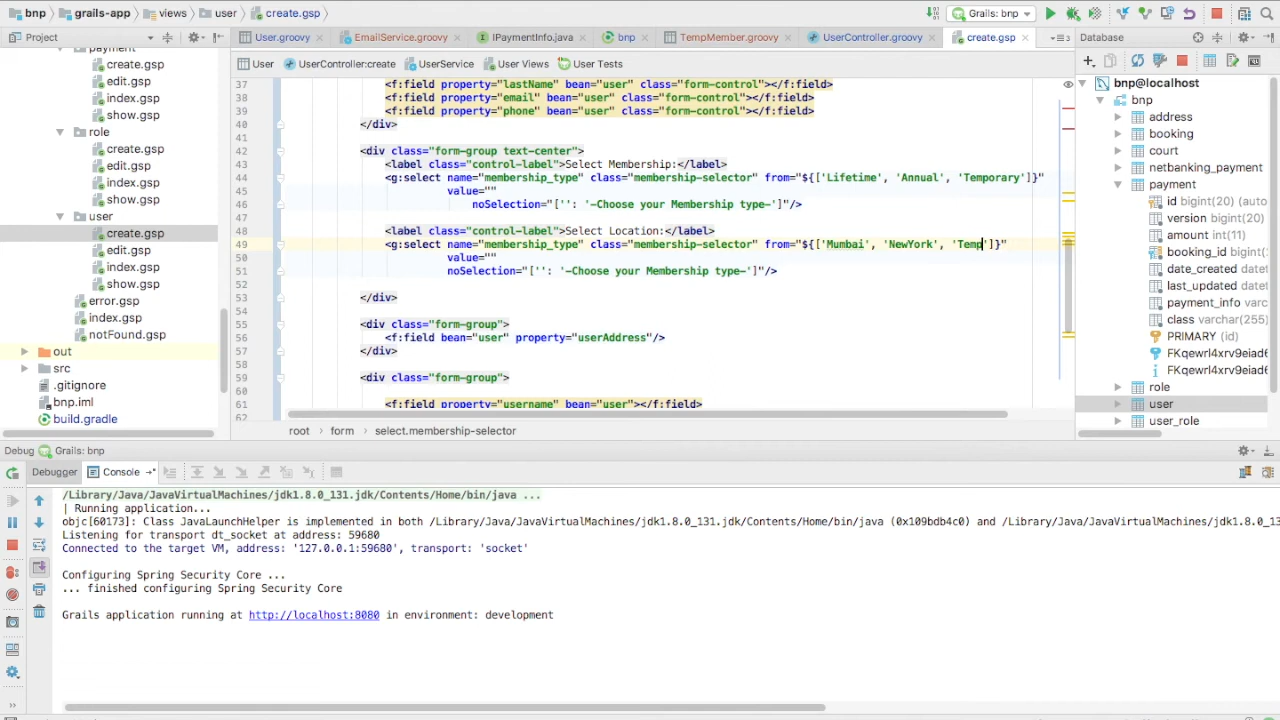 bnp grails-app views user create.gsp Grails: bnp
Project User.groovy EmailService.groovy IPaymentInfo.java bnp TempMember.groovy UserController.groovy create.gsp Database
User UserController:create UserService User Views User Tests
payment
create.gsp
edit.gsp
index.gsp
show.gsp
role
create.gsp
edit.gsp
index.gsp
show.gsp
user
create.gsp
edit.gsp
index.gsp
show.gsp
error.gsp
index.gsp
notFound.gsp
out
src
.gitignore
bnp.iml
build.gradle
37 <f:field property="lastName" bean="user" class="form-control"></f:field>
38 <f:field property="email" bean="user" class="form-control"></f:field>
39 <f:field property="phone" bean="user" class="form-control"></f:field>
40 </div>
41
42 <div class="form-group text-center">
43 <label class="control-label">Select Membership:</label>
44 <g:select name="membership_type" class="membership-selector" from="${['Lifetime', 'Annual', 'Temporary']}"
45 value=""
46 noSelection="['': '-Choose your Membership type-']"/>
47
48 <label class="control-label">Select Location:</label>
49 <g:select name="membership_type" class="membership-selector" from="${['Mumbai', 'NewYork', 'Temp']}"
50 value=""
51 noSelection="['': '-Choose your Membership type-']"/>
52
53 </div>
54
55 <div class="form-group">
56 <f:field bean="user" property="userAddress"/>
57 </div>
58
59 <div class="form-group">
60
61 <f:field property="username" bean="user"></f:field>
62
root form select.membership-selector
bnp@localhost
bnp
address
booking
court
netbanking_payment
payment
id bigint(20) (auto
version bigint(20)
amount int(11)
booking_id bigint(
date_created datet
last_updated datet
payment_info
class varchar(255)
PRIMARY (id)
FKqewrl4xrv9eiad6
FKqewrl4xrv9eiad6
role
user
user_role
Debug Grails: bnp
Debugger Console
/Library/Java/JavaVirtualMachines/jdk1.8.0_131.jdk/Contents/Home/bin/java ...
| Running application...
objc[60173]: Class JavaLaunchHelper is implemented in both /Library/Java/JavaVirtualMachines/jdk1.8.0_131.jdk/Contents/Home/bin/java (0x109bdb4c0) and /Library/Java/JavaVirtualMachines/jdk1.8.0_13
Listening for transport dt_socket at address: 59680
Connected to the target VM, address: '127.0.0.1:59680', transport: 'socket'
Configuring Spring Security Core ...
... finished configuring Spring Security Core
Grails application running at http://localhost:8080 in environment: development